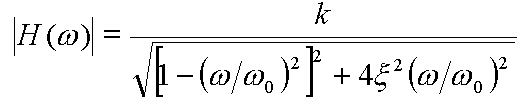 |H(ω)| = k / √([1−(ω/ω₀)²]² + 4ξ²(ω/ω₀)²)